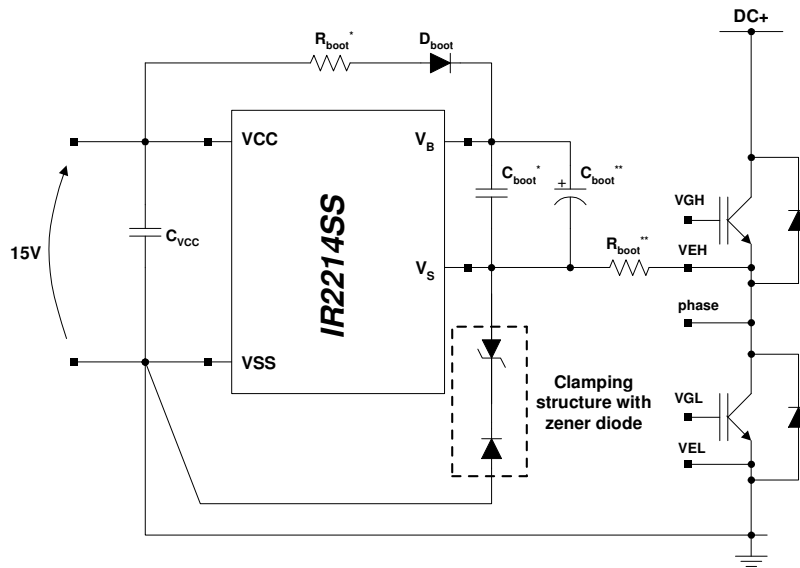 DC+
R_boot*
D_boot
VCC
V_B
C_boot*
C_boot**
VGH
15V
C_VCC
IR2214SS
V_S
R_boot**
VEH
phase
VSS
Clamping
structure with
zener diode
VGL
VEL
+